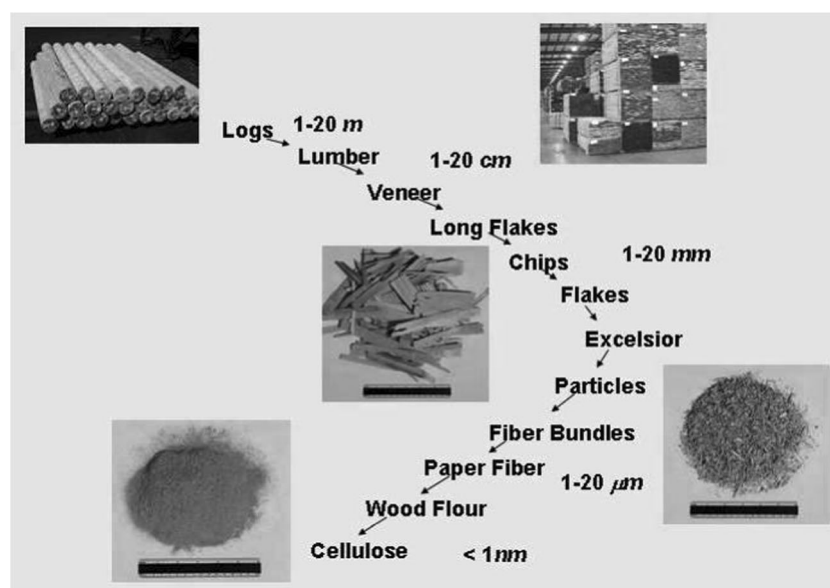 Logs
1-20 m
Lumber
1-20 cm
Veneer
Long Flakes
Chips
1-20 mm
Flakes
Excelsior
Particles
Fiber Bundles
Paper Fiber
1-20 μm
Wood Flour
Cellulose
< 1nm